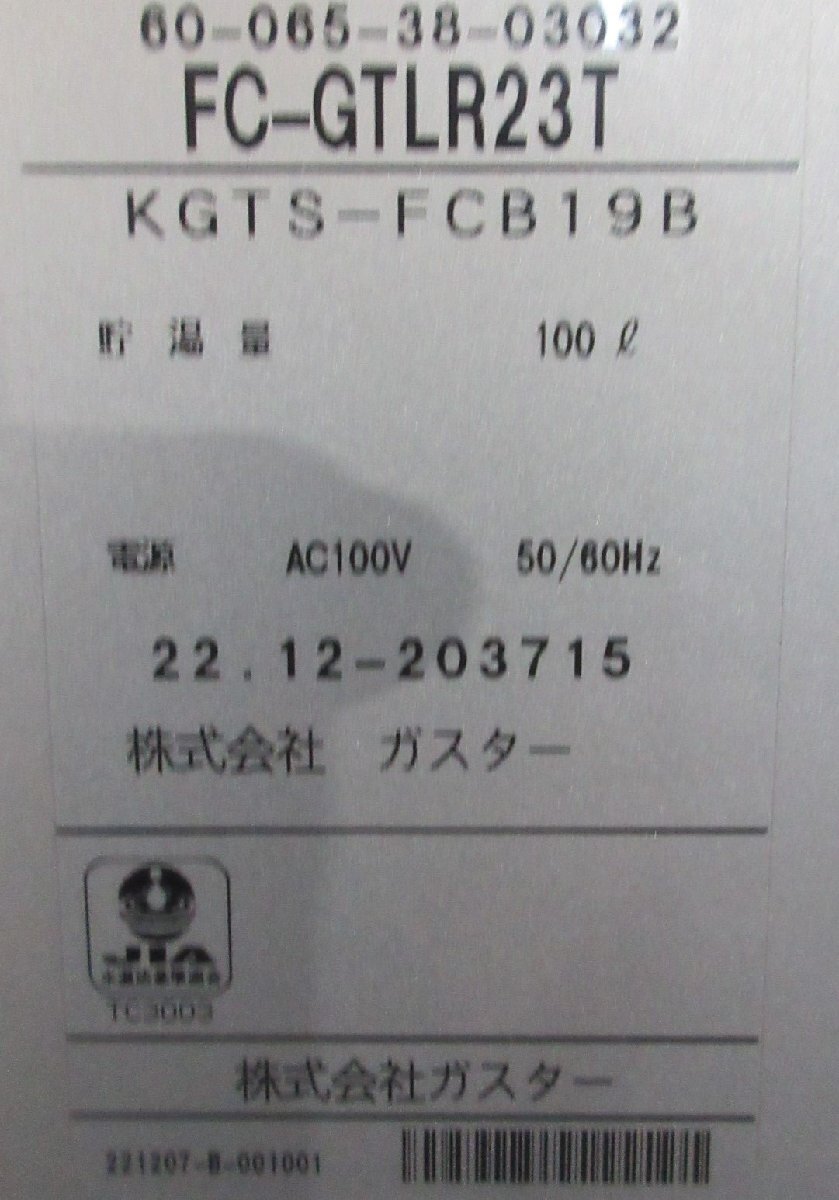 60-065-38-03032
FC-GTLR23T
KGTS-FCB19B
貯温量 100 ℓ
電源 AC100V 50/60Hz
22.12-203715
株式会社 ガスター
JIA
TC3003
株式会社ガスター
221207-B-001001